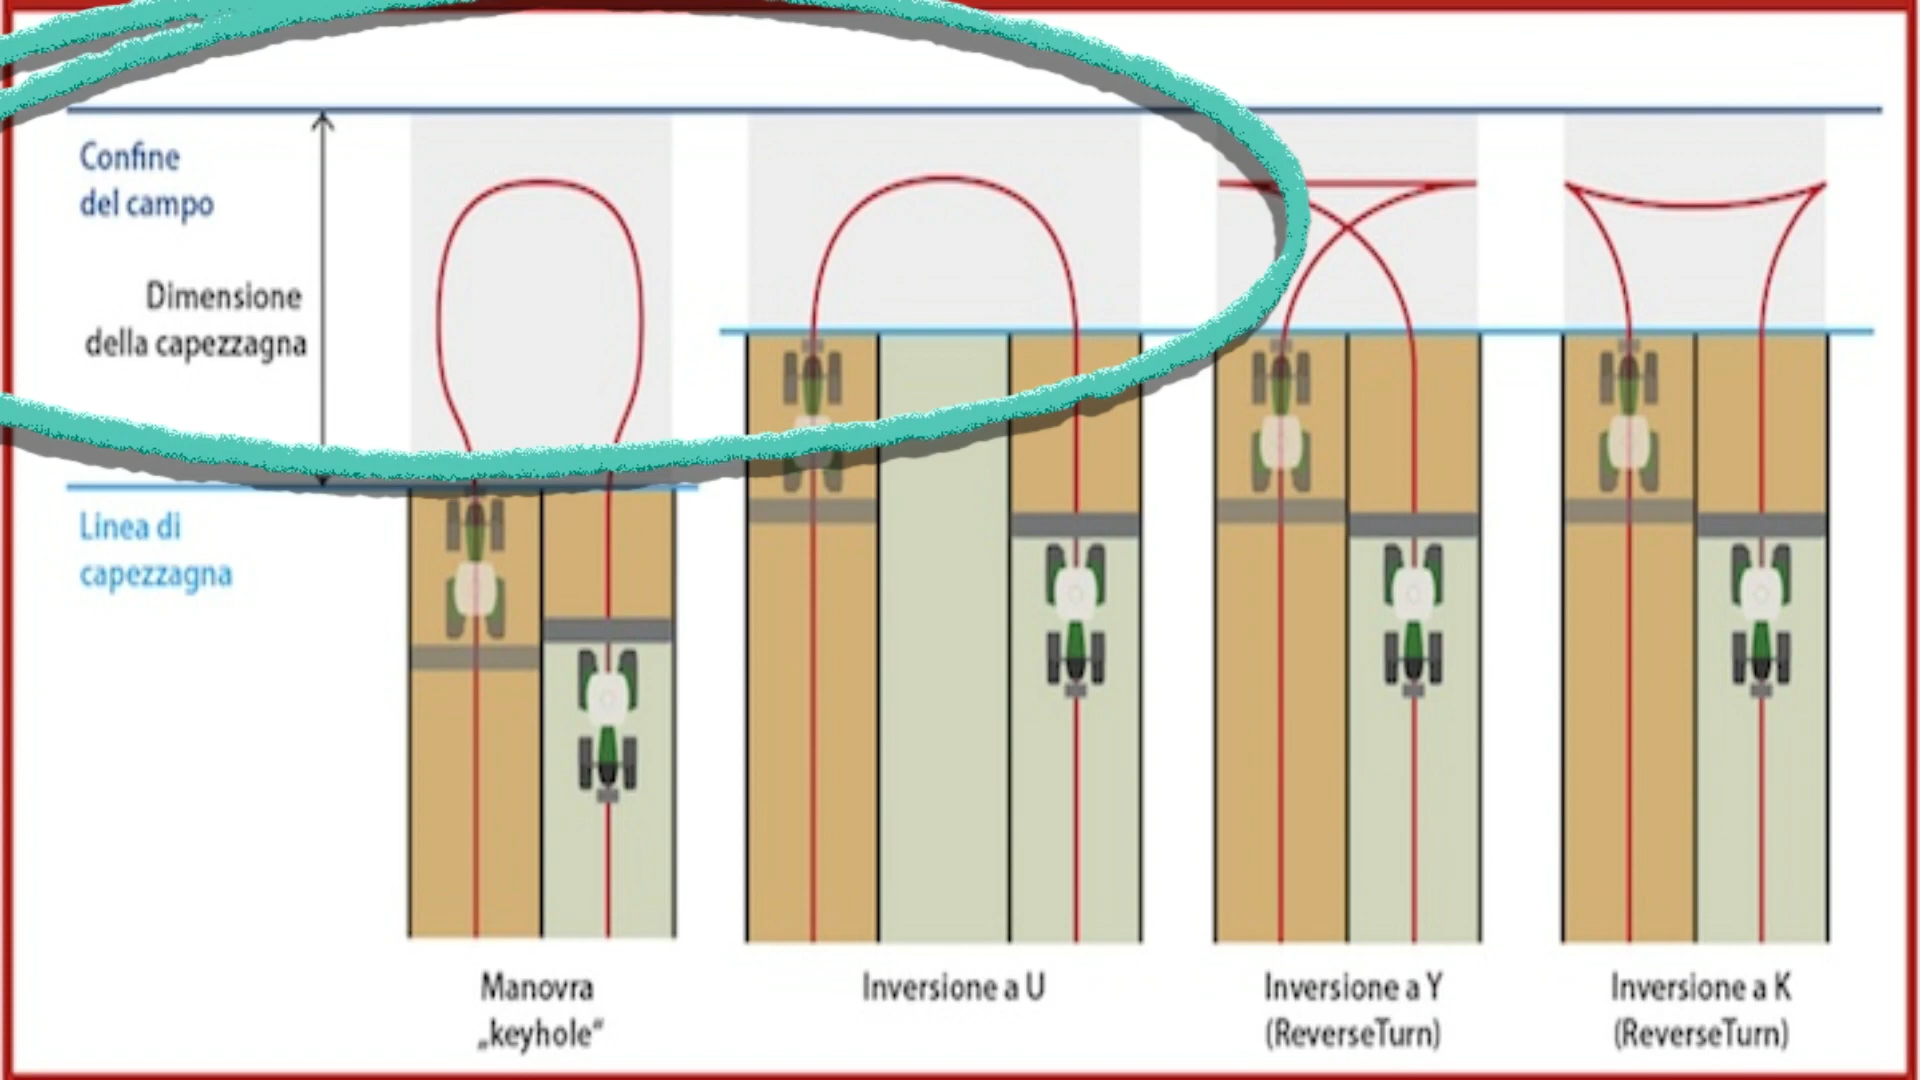 Confine
del campo
Dimensione
della capezzagna
Linea di
capezzagna
Manovra
„keyhole“
Inversione a U
Inversione a Y
(ReverseTurn)
Inversione a K
(ReverseTurn)